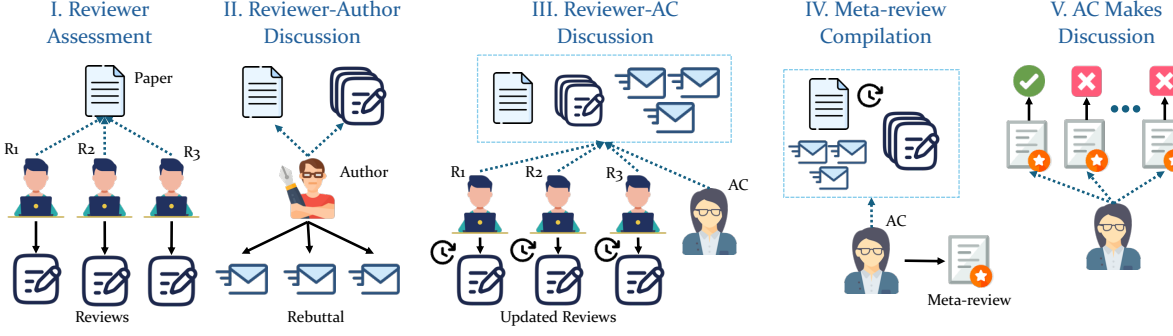 I. Reviewer
Assessment
Paper
R1
R2
R3
Reviews
II. Reviewer-Author
Discussion
Author
Rebuttal
III. Reviewer-AC
Discussion
R1
R2
R3
AC
Updated Reviews
IV. Meta-review
Compilation
AC
Meta-review
V. AC Makes
Discussion